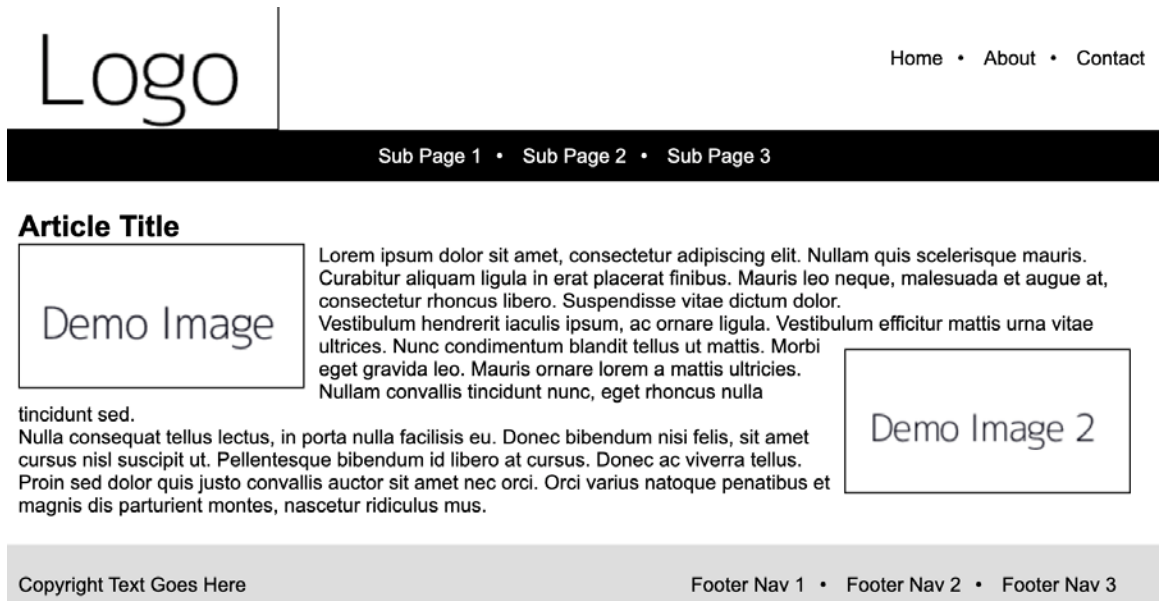 Logo
Home • About • Contact
Sub Page 1 • Sub Page 2 • Sub Page 3
Article Title
Demo Image
Lorem ipsum dolor sit amet, consectetur adipiscing elit. Nullam quis scelerisque mauris.
Curabitur aliquam ligula in erat placerat finibus. Mauris leo neque, malesuada et augue at,
consectetur rhoncus libero. Suspendisse vitae dictum dolor.
Vestibulum hendrerit iaculis ipsum, ac ornare ligula. Vestibulum efficitur mattis urna vitae
ultrices. Nunc condimentum blandit tellus ut mattis. Morbi
eget gravida leo. Mauris ornare lorem a mattis ultricies.
Nullam convallis tincidunt nunc, eget rhoncus nulla
tincidunt sed.
Demo Image 2
Nulla consequat tellus lectus, in porta nulla facilisis eu. Donec bibendum nisi felis, sit amet
cursus nisl suscipit ut. Pellentesque bibendum id libero at cursus. Donec ac viverra tellus.
Proin sed dolor quis justo convallis auctor sit amet nec orci. Orci varius natoque penatibus et
magnis dis parturient montes, nascetur ridiculus mus.
Copyright Text Goes Here
Footer Nav 1 • Footer Nav 2 • Footer Nav 3